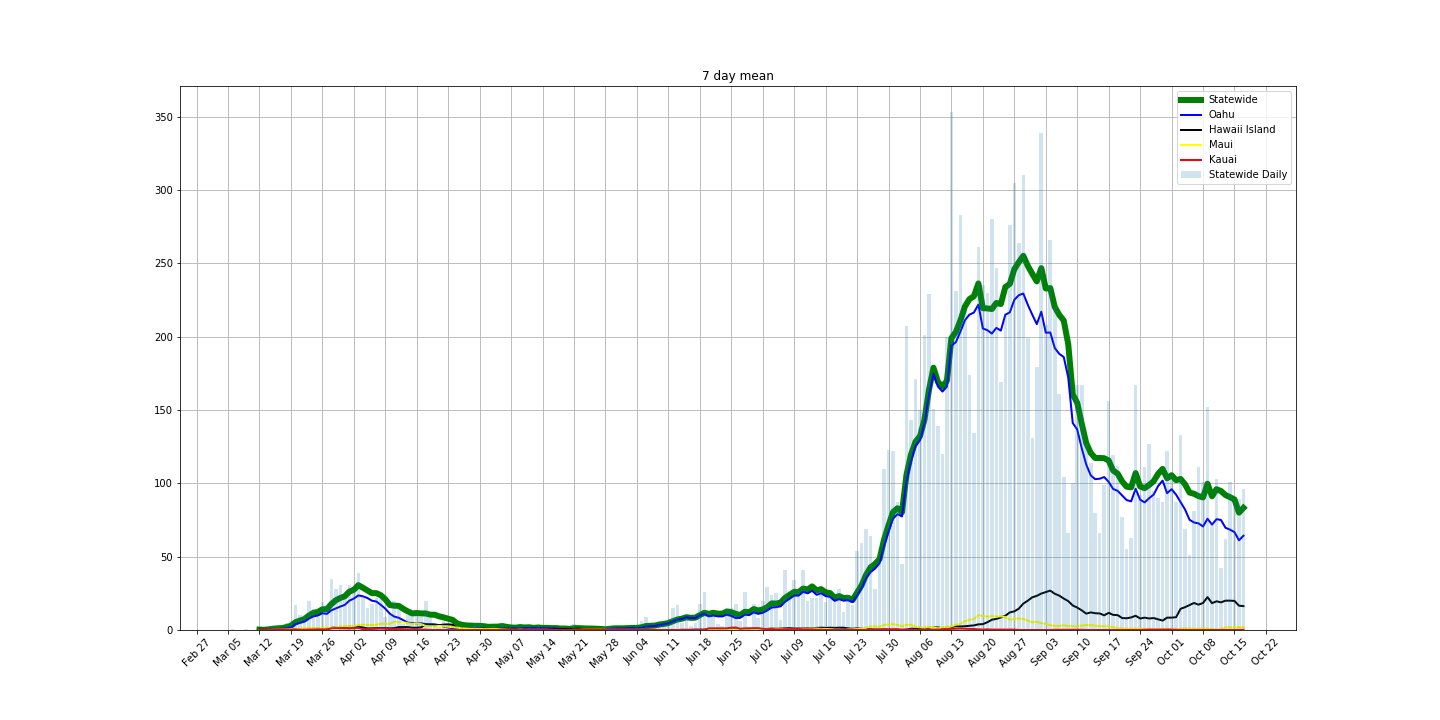 7 day mean
Statewide
Oahu
Hawaii Island
Maui
Kauai
Statewide Daily
350
300
250
200
150
100
50
0
Feb 27
Mar 05
Mar 12
Mar 19
Mar 26
Apr 02
Apr 09
Apr 16
Apr 23
Apr 30
May 07
May 14
May 21
May 28
Jun 04
Jun 11
Jun 18
Jun 25
Jul 02
Jul 09
Jul 16
Jul 23
Jul 30
Aug 06
Aug 13
Aug 20
Aug 27
Sep 03
Sep 10
Sep 17
Sep 24
Oct 01
Oct 08
Oct 15
Oct 22